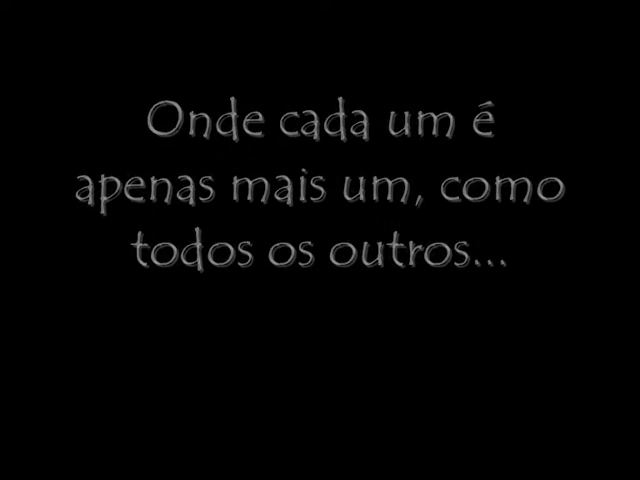 Onde cada um é
apenas mais um, como
todos os outros...